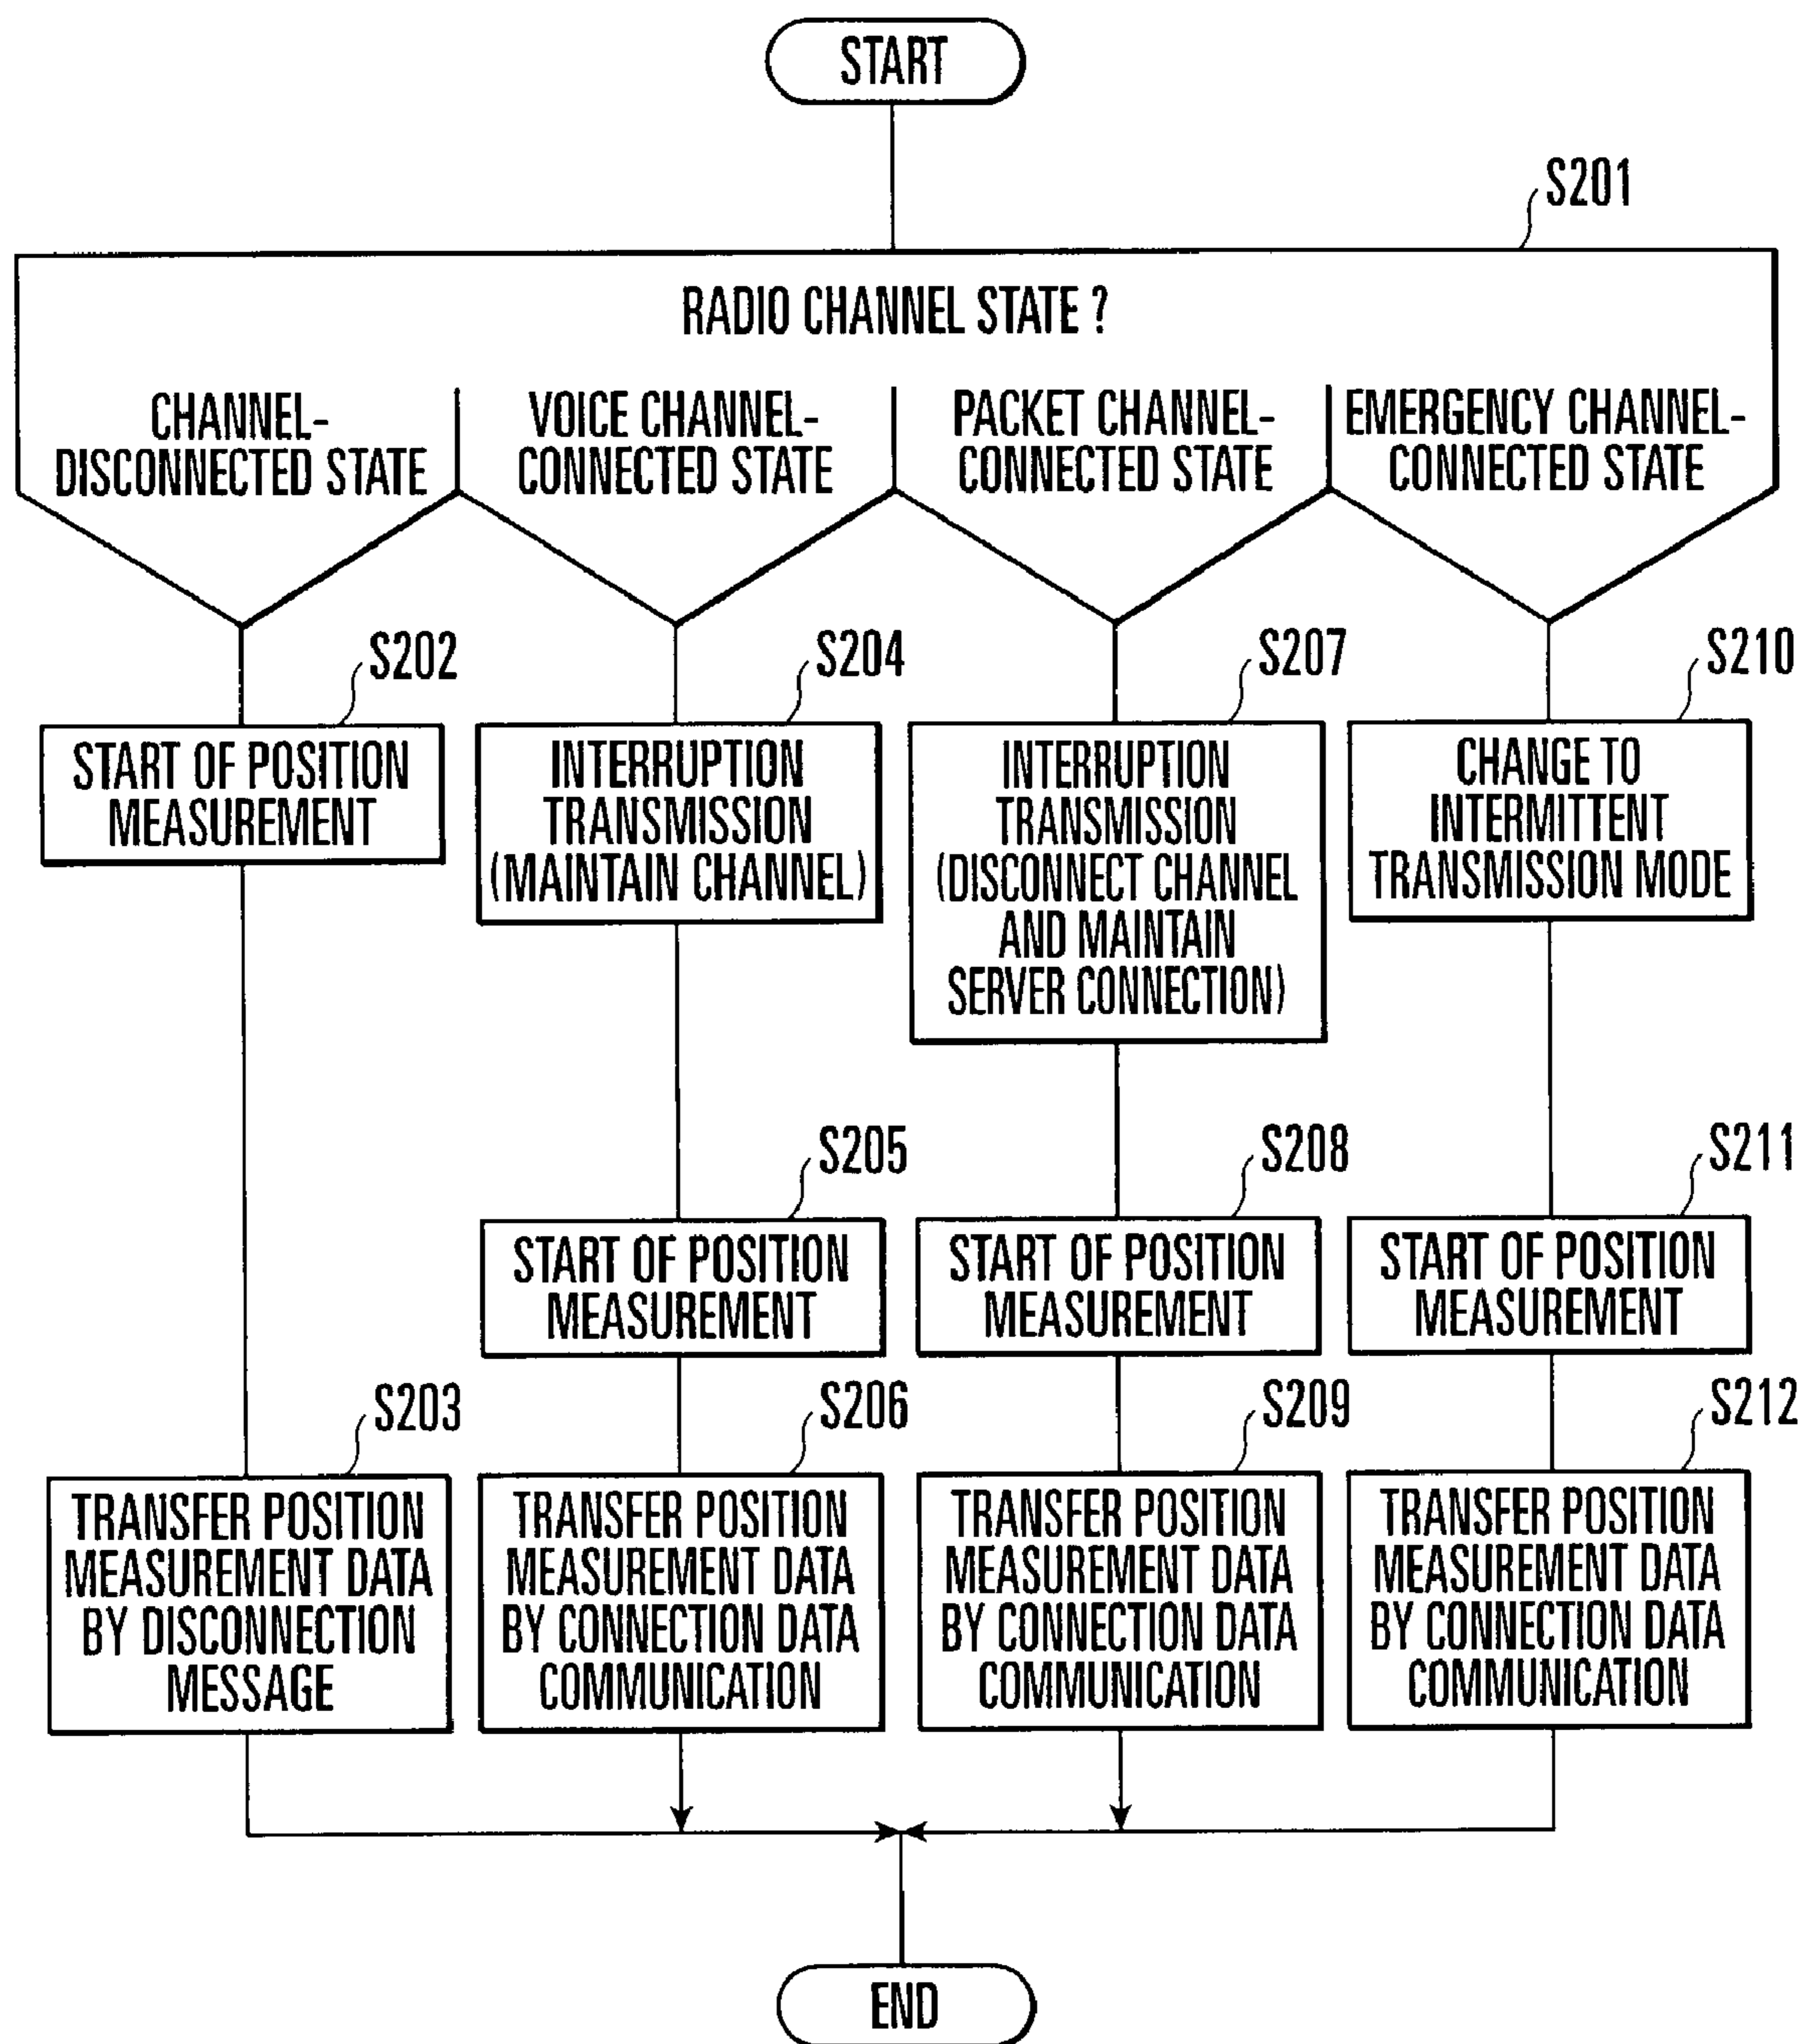 START
S201
RADIO CHANNEL STATE ?
CHANNEL-
DISCONNECTED STATE
VOICE CHANNEL-
CONNECTED STATE
PACKET CHANNEL-
CONNECTED STATE
EMERGENCY CHANNEL-
CONNECTED STATE
S202
START OF POSITION
MEASUREMENT
S204
INTERRUPTION
TRANSMISSION
(MAINTAIN CHANNEL)
S207
INTERRUPTION
TRANSMISSION
(DISCONNECT CHANNEL
AND MAINTAIN
SERVER CONNECTION)
S210
CHANGE TO
INTERMITTENT
TRANSMISSION MODE
S205
START OF POSITION
MEASUREMENT
S208
START OF POSITION
MEASUREMENT
S211
START OF POSITION
MEASUREMENT
S203
TRANSFER POSITION
MEASUREMENT DATA
BY DISCONNECTION
MESSAGE
S206
TRANSFER POSITION
MEASUREMENT DATA
BY CONNECTION DATA
COMMUNICATION
S209
TRANSFER POSITION
MEASUREMENT DATA
BY CONNECTION DATA
COMMUNICATION
S212
TRANSFER POSITION
MEASUREMENT DATA
BY CONNECTION DATA
COMMUNICATION
END